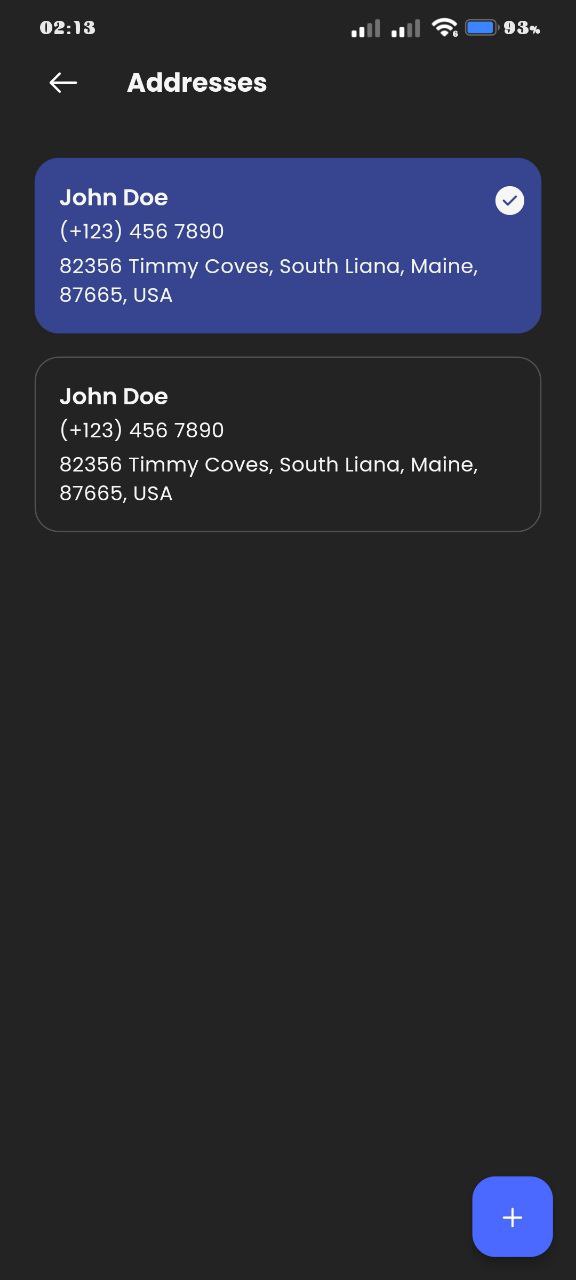 02:13
6
93%
Addresses
John Doe
(+123) 456 7890
82356 Timmy Coves, South Liana, Maine,
87665, USA
John Doe
(+123) 456 7890
82356 Timmy Coves, South Liana, Maine,
87665, USA